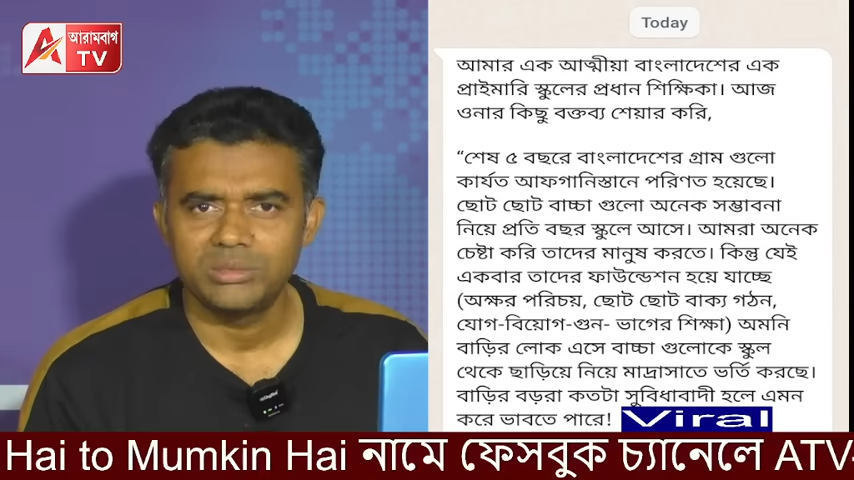 আরামবাগ
TV
Today
আমার এক আত্মীয়া বাংলাদেশের এক
প্রাইমারি স্কুলের প্রধান শিক্ষিকা। আজ
ওনার কিছু বক্তব্য শেয়ার করি,
“শেষ ৫ বছরে বাংলাদেশের গ্রাম গুলো
কার্যত আফগানিস্তানে পরিণত হয়েছে।
ছোট ছোট বাচ্চা গুলো অনেক সম্ভাবনা
নিয়ে প্রতি বছর স্কুলে আসে। আমরা অনেক
চেষ্টা করি তাদের মানুষ করতে। কিন্তু যেই
একবার তাদের ফাউন্ডেশন হয়ে যাচ্ছে
(অক্ষর পরিচয়, ছোট ছোট বাক্য গঠন,
যোগ-বিয়োগ-গুন- ভাগের শিক্ষা) অমনি
বাড়ির লোক এসে বাচ্চা গুলোকে স্কুল
থেকে ছাড়িয়ে নিয়ে মাদ্রাসাতে ভর্তি করছে।
বাড়ির বড়রা কতটা সুবিধাবাদী হলে এমন
করে ভাবতে পারে!
Viral
Hai to Mumkin Hai নামে ফেসবুক চ্যানেলে ATV